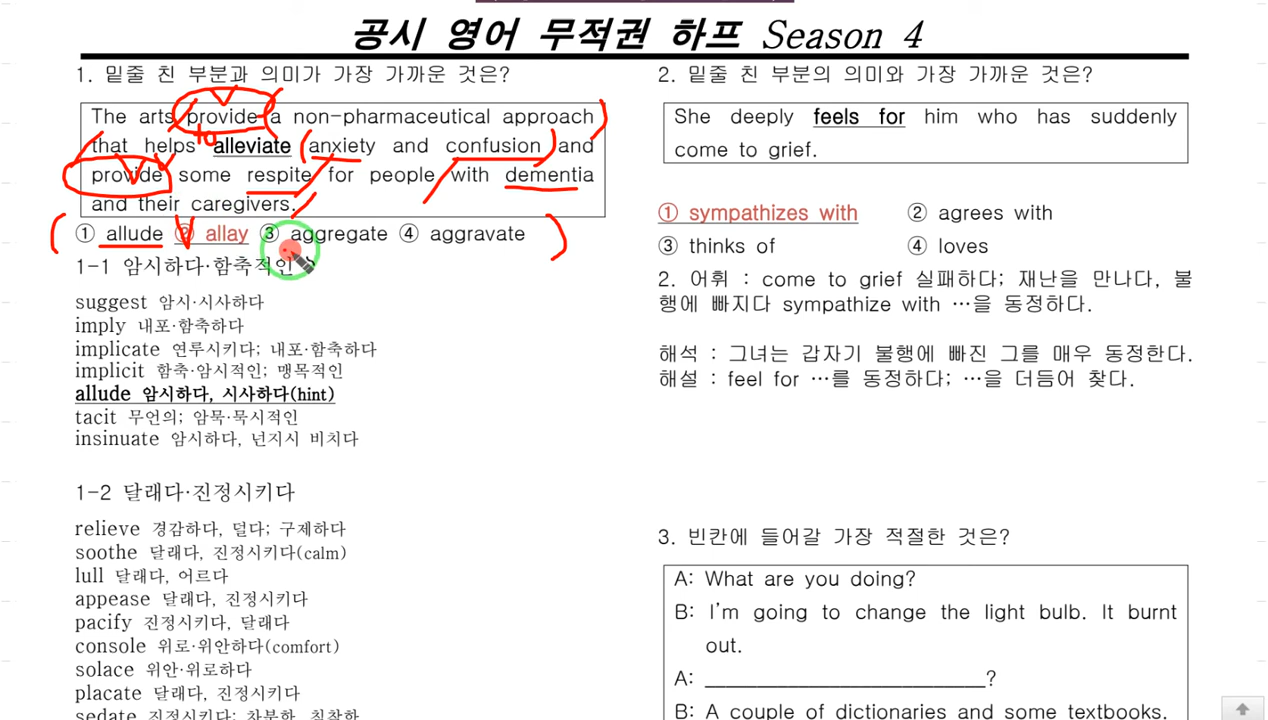 공시 영어 무적권 하프 Season 4
1. 밑줄 친 부분과 의미가 가장 가까운 것은?
The arts provide a non-pharmaceutical approach
that helps to alleviate anxiety and confusion and
provide some respite for people with dementia
and their caregivers.
① allude ② allay ③ aggregate ④ aggravate
1-1 암시하다·함축적인
suggest 암시·시사하다
imply 내포·함축하다
implicate 연루시키다; 내포·함축하다
implicit 함축·암시적인; 맹목적인
allude 암시하다, 시사하다(hint)
tacit 무언의; 암묵·묵시적인
insinuate 암시하다, 넌지시 비치다
1-2 달래다·진정시키다
relieve 경감하다, 덜다; 구제하다
soothe 달래다, 진정시키다(calm)
lull 달래다, 어르다
appease 달래다, 진정시키다
pacify 진정시키다, 달래다
console 위로·위안하다(comfort)
solace 위안·위로하다
placate 달래다, 진정시키다
sedate 진정시키다; 차분한, 침착한
2. 밑줄 친 부분의 의미와 가장 가까운 것은?
She deeply feels for him who has suddenly
come to grief.
① sympathizes with ② agrees with
③ thinks of ④ loves
2. 어휘 : come to grief 실패하다; 재난을 만나다, 불
행에 빠지다 sympathize with …을 동정하다.
해석 : 그녀는 갑자기 불행에 빠진 그를 매우 동정한다.
해설 : feel for …를 동정하다; …을 더듬어 찾다.
3. 빈칸에 들어갈 가장 적절한 것은?
A: What are you doing?
B: I'm going to change the light bulb. It burnt
out.
A: ________________________?
B: A couple of dictionaries and some textbooks.